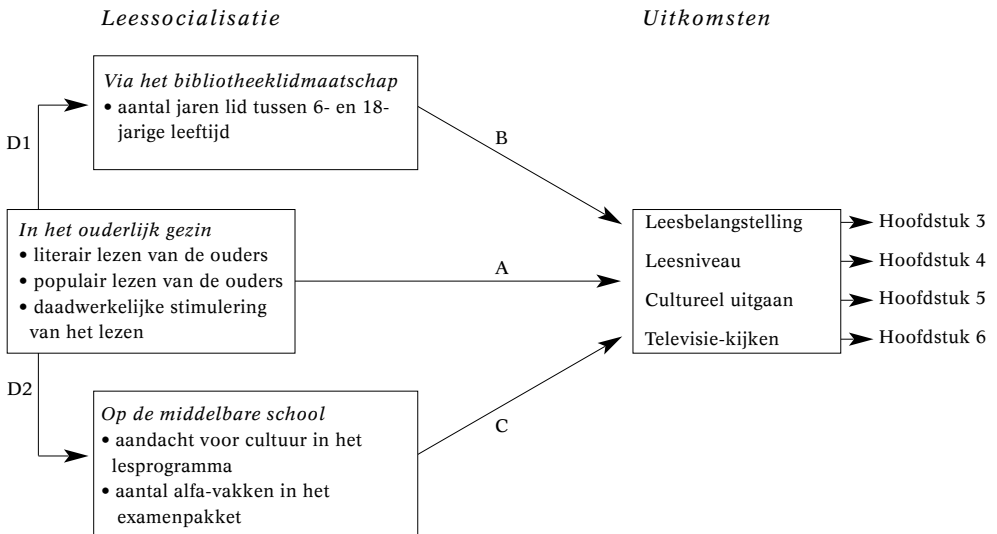 Leessocialisatie
Uitkomsten
Via het bibliotheeklidmaatschap
• aantal jaren lid tussen 6- en 18-
jarige leeftijd
D1
B
In het ouderlijk gezin
• literair lezen van de ouders
• populair lezen van de ouders
• daadwerkelijke stimulering
van het lezen
A
Leesbelangstelling
Leesniveau
Cultureel uitgaan
Televisie-kijken
Hoofdstuk 3
Hoofdstuk 4
Hoofdstuk 5
Hoofdstuk 6
D2
Op de middelbare school
• aandacht voor cultuur in het
lesprogramma
• aantal alfa-vakken in het
examenpakket
C